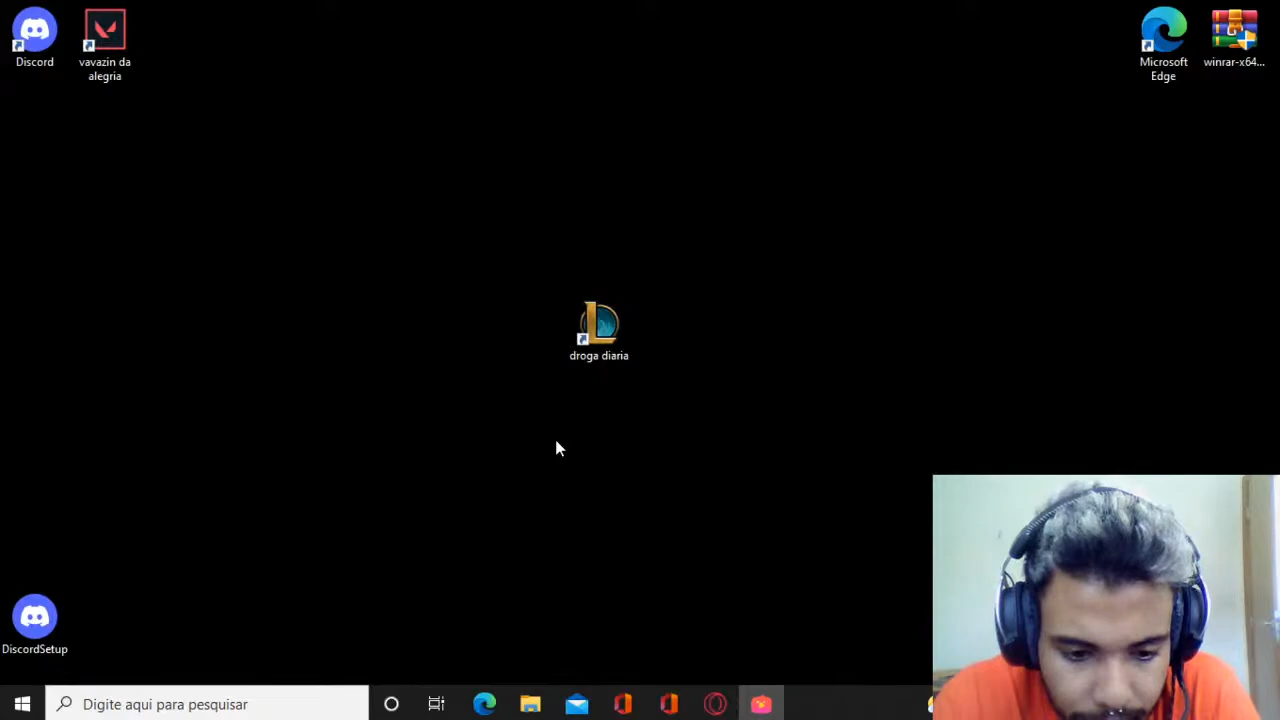 Discord
vavazin da
alegria
Microsoft
Edge
winrar-x64...
droga diaria
DiscordSetup
Digite aqui para pesquisar